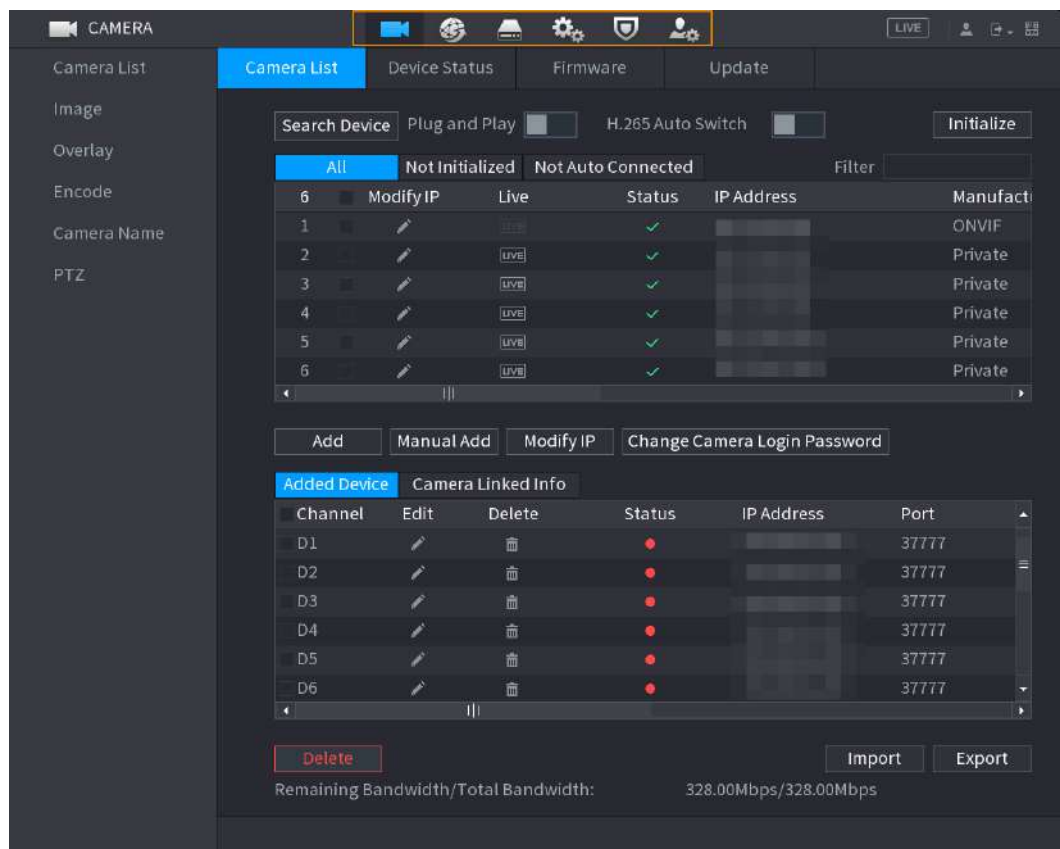 CAMERA LIVE
Camera List
Image
Overlay
Encode
Camera Name
PTZ
Camera List Device Status Firmware Update
Search Device Plug and Play H.265 Auto Switch Initialize
All Not Initialized Not Auto Connected Filter
6 Modify IP Live Status IP Address Manufact
1 LIVE ONVIF
2 LIVE Private
3 LIVE Private
4 LIVE Private
5 LIVE Private
6 LIVE Private
Add Manual Add Modify IP Change Camera Login Password
Added Device Camera Linked Info
Channel Edit Delete Status IP Address Port
D1 37777
D2 37777
D3 37777
D4 37777
D5 37777
D6 37777
Delete Import Export
Remaining Bandwidth/Total Bandwidth: 328.00Mbps/328.00Mbps